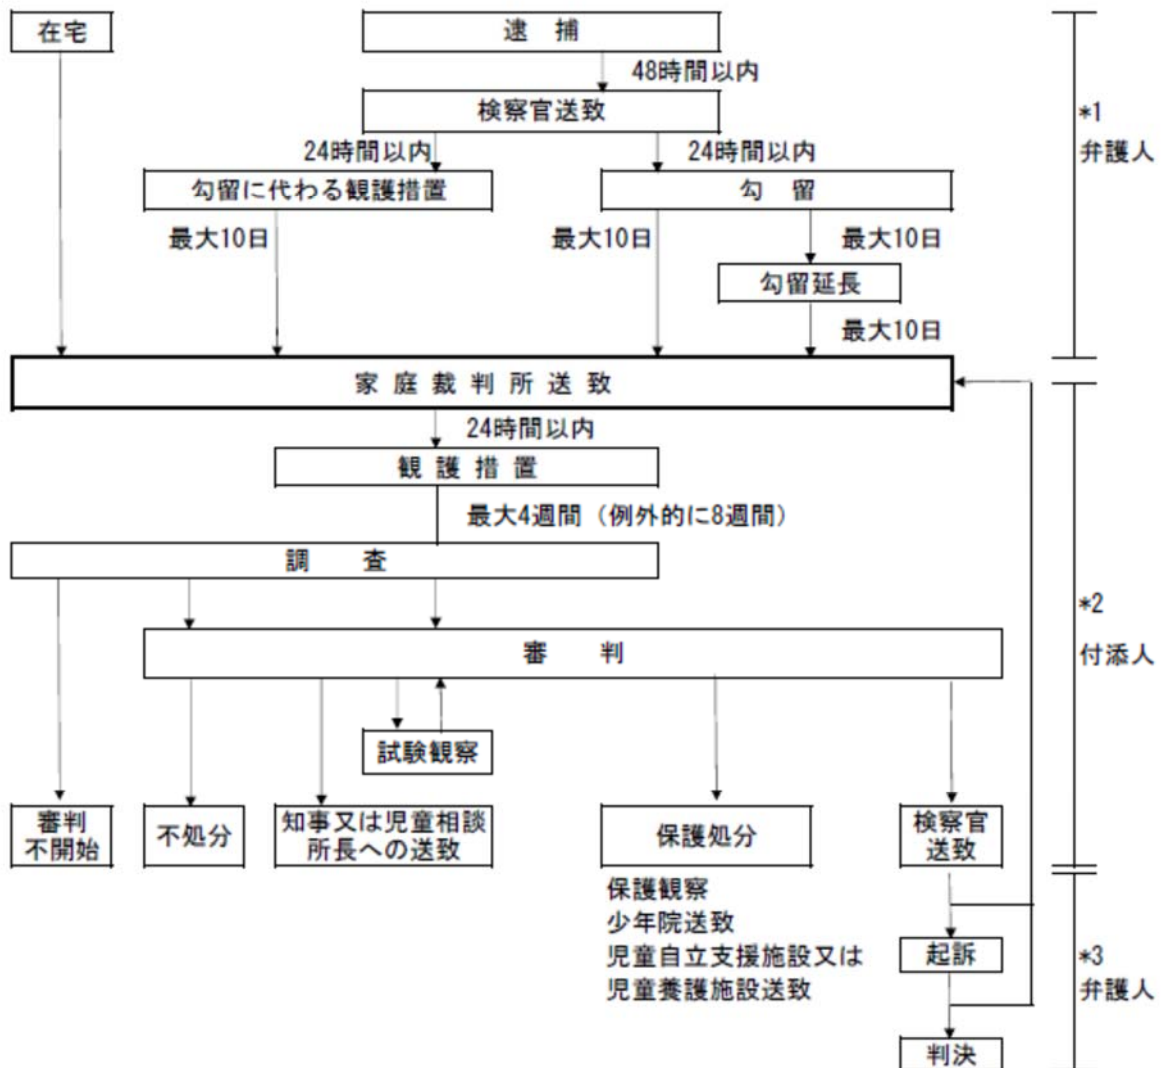 在宅
逮　捕
48時間以内
検察官送致
*1
弁護人
24時間以内
24時間以内
勾留に代わる観護措置
勾　留
最大10日
最大10日
最大10日
勾留延長
最大10日
家 庭 裁 判 所 送 致
24時間以内
観 護 措 置
最大4週間（例外的に8週間）
調　　査
*2
付添人
審　　判
試験観察
審判
不開始
不処分
知事又は児童相談
所長への送致
保護処分
検察官
送致
保護観察
少年院送致
児童自立支援施設又は
児童養護施設送致
起訴
*3
弁護人
判決